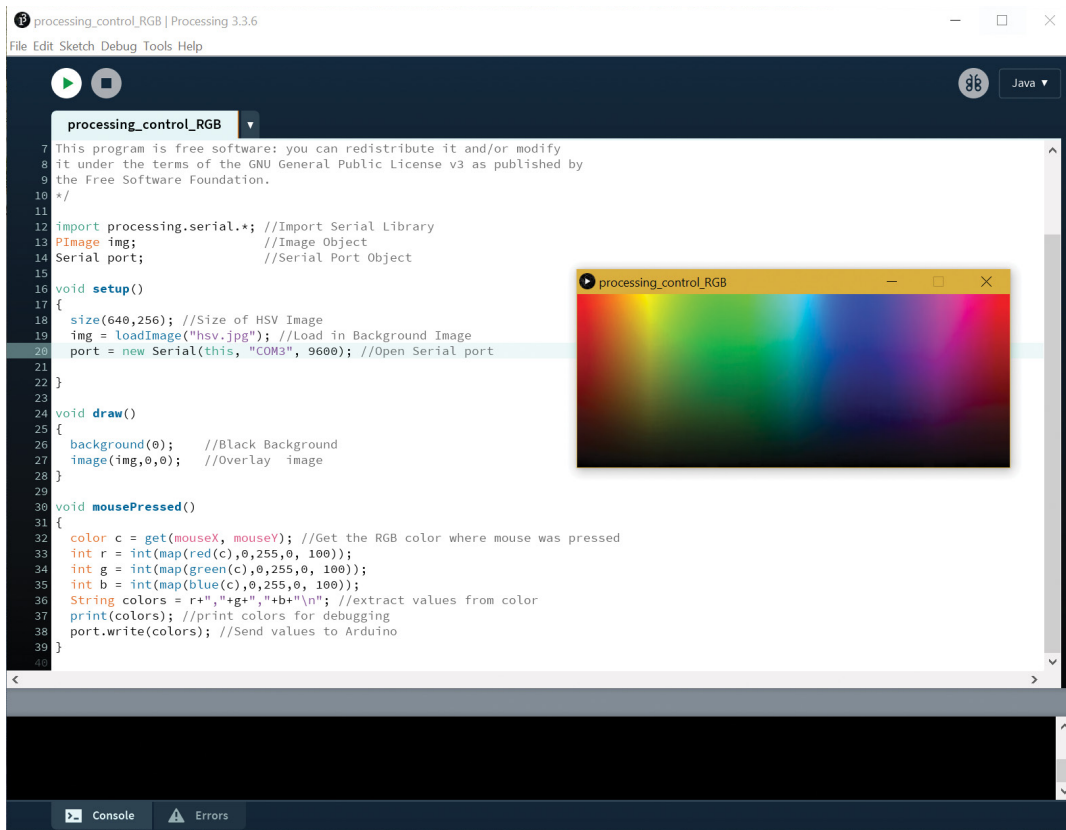 processing_control_RGB | Processing 3.3.6
File Edit Sketch Debug Tools Help
Java ▼
processing_control_RGB ▼
7 This program is free software: you can redistribute it and/or modify
8 it under the terms of the GNU General Public License v3 as published by
9 the Free Software Foundation.
10 */
11
12 import processing.serial.*; //Import Serial Library
13 PImage img;                 //Image Object
14 Serial port;                //Serial Port Object
15
16 void setup()
17 {
18   size(640,256); //Size of HSV Image
19   img = loadImage("hsv.jpg"); //Load in Background Image
20   port = new Serial(this, "COM3", 9600); //Open Serial port
21
22 }
23
24 void draw()
25 {
26   background(0);    //Black Background
27   image(img,0,0);   //Overlay  image
28 }
29
30 void mousePressed()
31 {
32   color c = get(mouseX, mouseY); //Get the RGB color where mouse was pressed
33   int r = int(map(red(c),0,255,0, 100));
34   int g = int(map(green(c),0,255,0, 100));
35   int b = int(map(blue(c),0,255,0, 100));
36   String colors = r+","+g+","+b+"\n"; //extract values from color
37   print(colors); //print colors for debugging
38   port.write(colors); //Send values to Arduino
39 }
40
processing_control_RGB
Console Errors